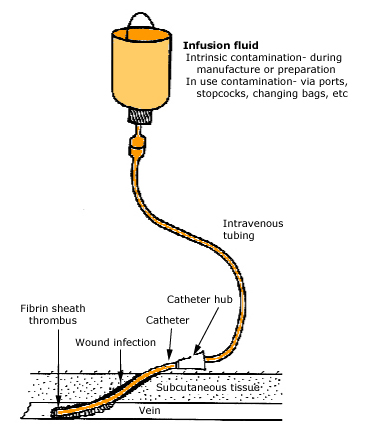 Infusion fluid
Intrinsic contamination- during
manufacture or preparation
In use contamination- via ports,
stopcocks, changing bags, etc
Intravenous
tubing
Catheter hub
Fibrin sheath
thrombus
Catheter
Wound infection
Subcutaneous tissue
Vein